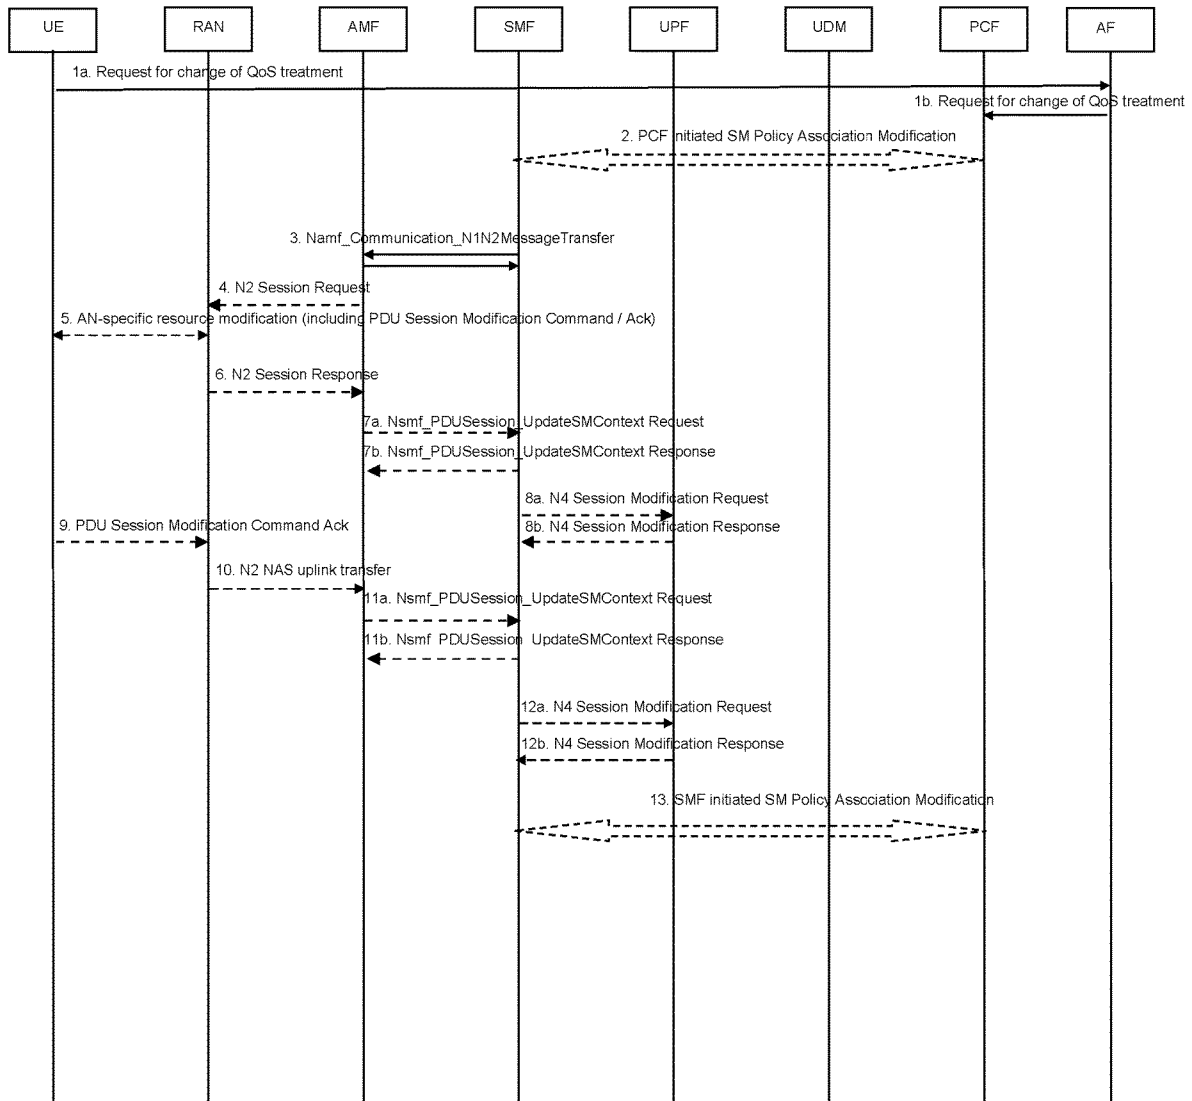 UE RAN AMF SMF UPF UDM PCF AF
1a. Request for change of QoS treatment
1b. Request for change of QoS treatment
2. PCF initiated SM Policy Association Modification
3. Namf_Communication_N1N2MessageTransfer
4. N2 Session Request
5. AN-specific resource modification (including PDU Session Modification Command / Ack)
6. N2 Session Response
7a. Nsmf_PDUSession_UpdateSMContext Request
7b. Nsmf_PDUSession_UpdateSMContext Response
8a. N4 Session Modification Request
9. PDU Session Modification Command Ack
8b. N4 Session Modification Response
10. N2 NAS uplink transfer
11a. Nsmf_PDUSession_UpdateSMContext Request
11b. Nsmf_PDUSession_UpdateSMContext Response
12a. N4 Session Modification Request
12b. N4 Session Modification Response
13. SMF initiated SM Policy Association Modification